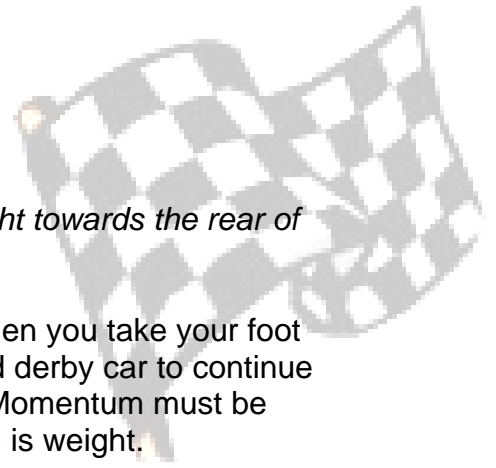 ht towards the rear of
en you take your foot
d derby car to continue
Momentum must be
is weight.